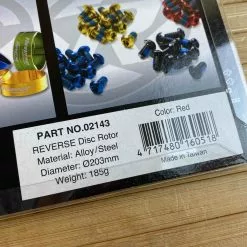 PART NO.02143
Color: Red
REVERSE Disc Rotor
Material: Alloy/Steel
Diameter: Ø203mm
Weight: 185g
4 717480 160518
Made in Taiwan